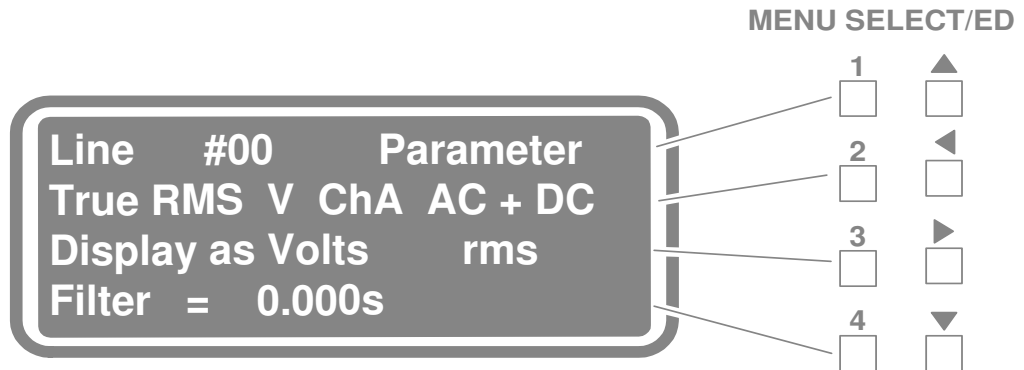 MENU SELECT/ED
1
Line #00 Parameter
2
True RMS V ChA AC + DC
3
Display as Volts rms
4
Filter = 0.000s